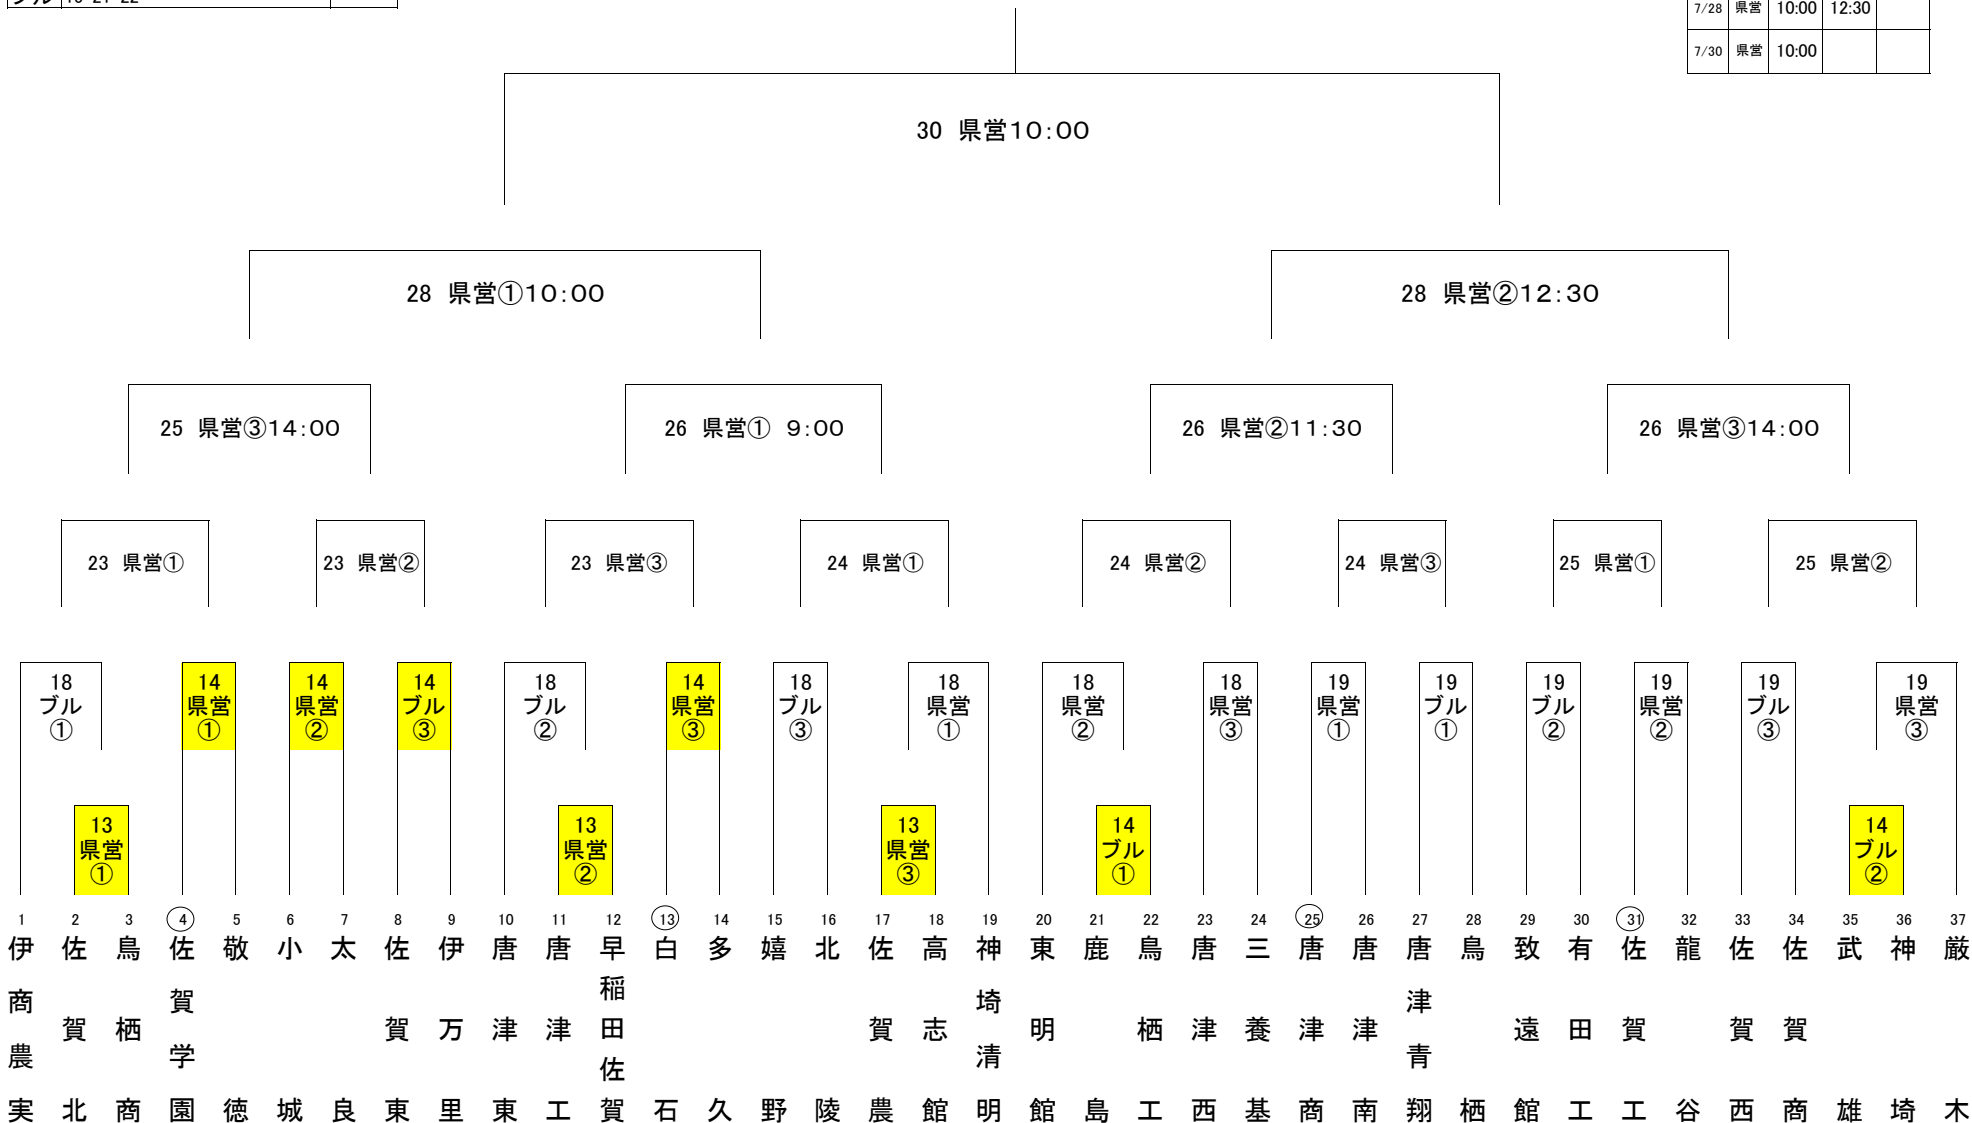 7/28 県営 10:00 12:30
7/30 県営 10:00
30 県営10:00
28 県営①10:00
28 県営②12:30
25 県営③14:00
26 県営① 9:00
26 県営②11:30
26 県営③14:00
23 県営①
23 県営②
23 県営③
24 県営①
24 県営②
24 県営③
25 県営①
25 県営②
18 ブル ①
14 県営 ①
14 県営 ②
14 ブル ③
18 ブル ②
14 県営 ③
18 ブル ③
18 県営 ①
18 県営 ②
18 県営 ③
19 県営 ①
19 ブル ①
19 ブル ②
19 県営 ②
19 ブル ③
19 県営 ③
13 県営 ①
13 県営 ②
13 県営 ③
14 ブル ①
14 ブル ②
1 伊商農実
2 佐賀北
3 鳥栖商
4 佐賀学園
5 敬徳
6 小城
7 太良
8 佐賀東
9 伊万里
10 唐津東
11 唐津工
12 早稲田佐賀
13 白石
14 多久
15 嬉野
16 北陵
17 佐賀農
18 高志館
19 神埼清明
20 東明館
21 鹿島
22 鳥栖工
23 唐津西
24 三養基
25 唐津商
26 唐津南
27 唐津青翔
28 鳥栖
29 致遠館
30 有田工
31 佐賀工
32 龍谷
33 佐賀西
34 佐賀商
35 武雄
36 神埼
37 厳木